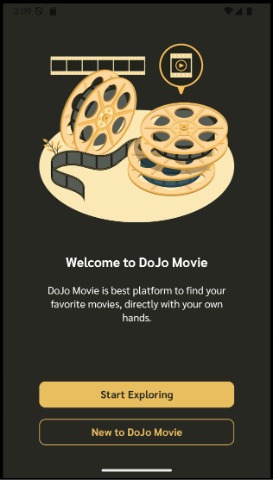 3:09
Welcome to DoJo Movie
DoJo Movie is best platform to find your
favorite movies, directly with your own
hands.
Start Exploring
New to DoJo Movie